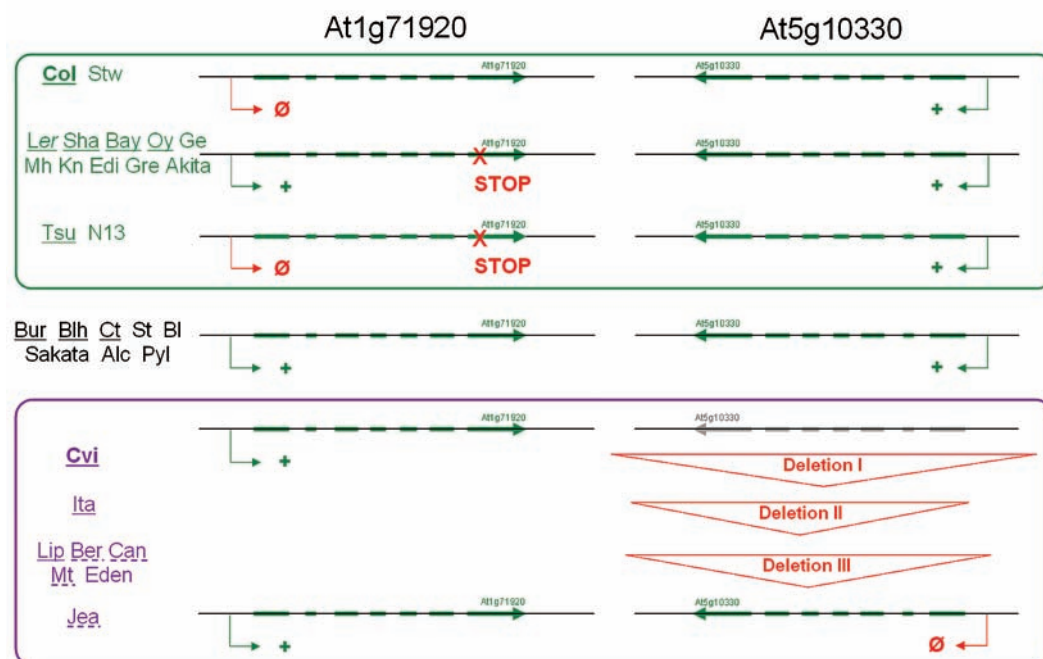 At1g71920 At5g10330
Col Stw At1g71920 At5g10330
Ø +
Ler Sha Bay Oy Ge At1g71920 At5g10330
Mh Kn Edi Gre Akita X
+ STOP +
Tsu N13 At1g71920 At5g10330
X
Ø STOP +
Bur Blh Ct St Bl At1g71920 At5g10330
Sakata Alc Pyl + +
At1g71920 At5g10330
Cvi + Deletion I
Ita Deletion II
Lip Ber Can Deletion III
Mt Eden
Jea At1g71920 At5g10330
+ Ø